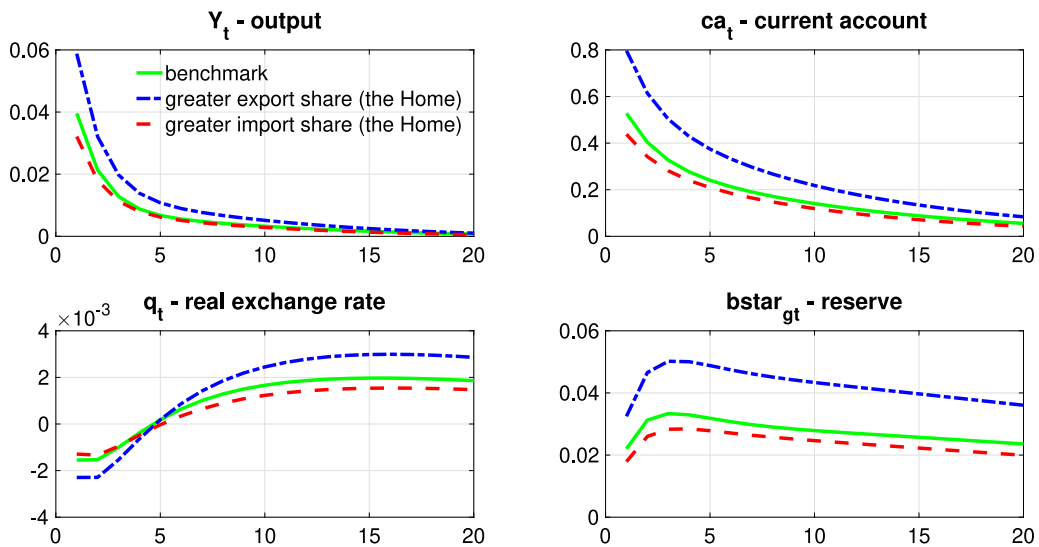 Y_t - output
0.06
0.04
0.02
0
0 5 10 15 20
benchmark
greater export share (the Home)
greater import share (the Home)
ca_t - current account
0.8
0.6
0.4
0.2
0
0 5 10 15 20
q_t - real exchange rate
×10^-3
4
2
0
-2
-4
0 5 10 15 20
bstar_gt - reserve
0.06
0.04
0.02
0
0 5 10 15 20